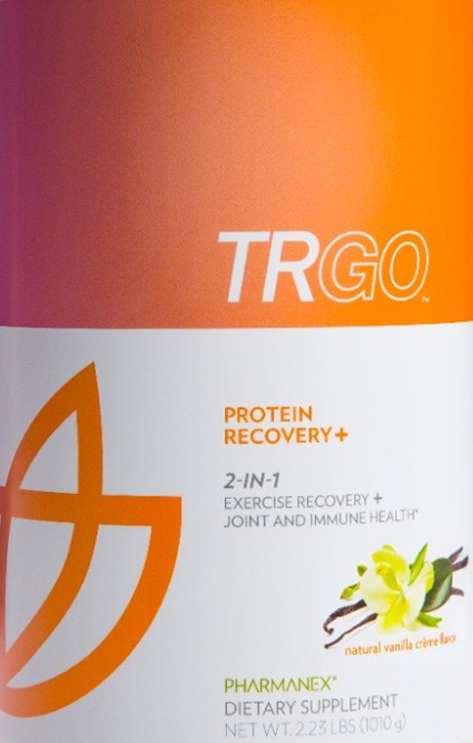 TRGO™
PROTEIN
RECOVERY+
2-IN-1
EXERCISE RECOVERY +
JOINT AND IMMUNE HEALTH*
natural vanilla crème flavor
PHARMANEX®
DIETARY SUPPLEMENT
NET WT. 2.23 LBS (1010 g)